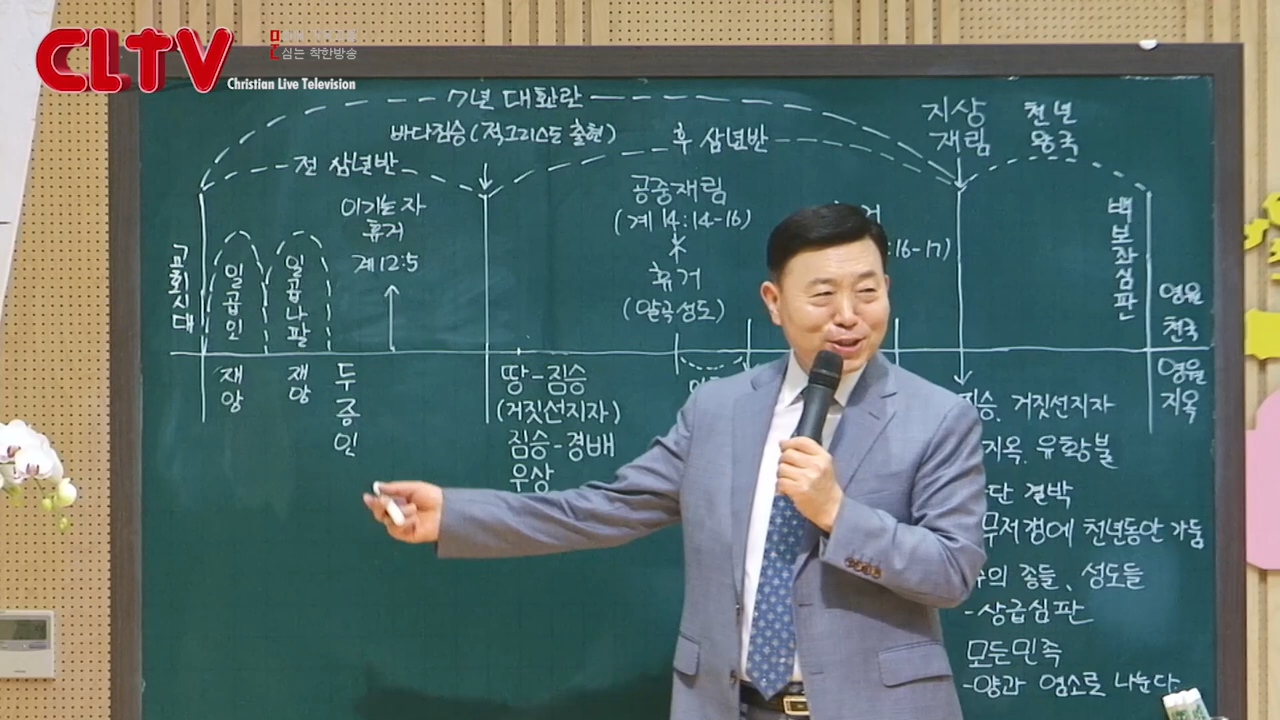 CLTV
심는 착한방송
Christian Live Television
7년 대환란
바다짐승(적그리스도 출현)
전 삼년반
후 삼년반
지상
재림
천년
왕국
이기는자
휴거
계12:5
공중재림
(계14:14-16)
휴거
(알곡성도)
16-17)
교회시대
일곱인
일곱나팔
백보좌심판
영원
천국
영원
지옥
재앙
재앙
두증인
땅-짐승
(거짓선지자)
짐승-경배
우상
짐승, 거짓선지자
지옥. 유황불
단 결박
무저갱에 천년동안 가둠
의 종들, 성도들
-상급심판
모든민족
-양과 염소로 나눈다